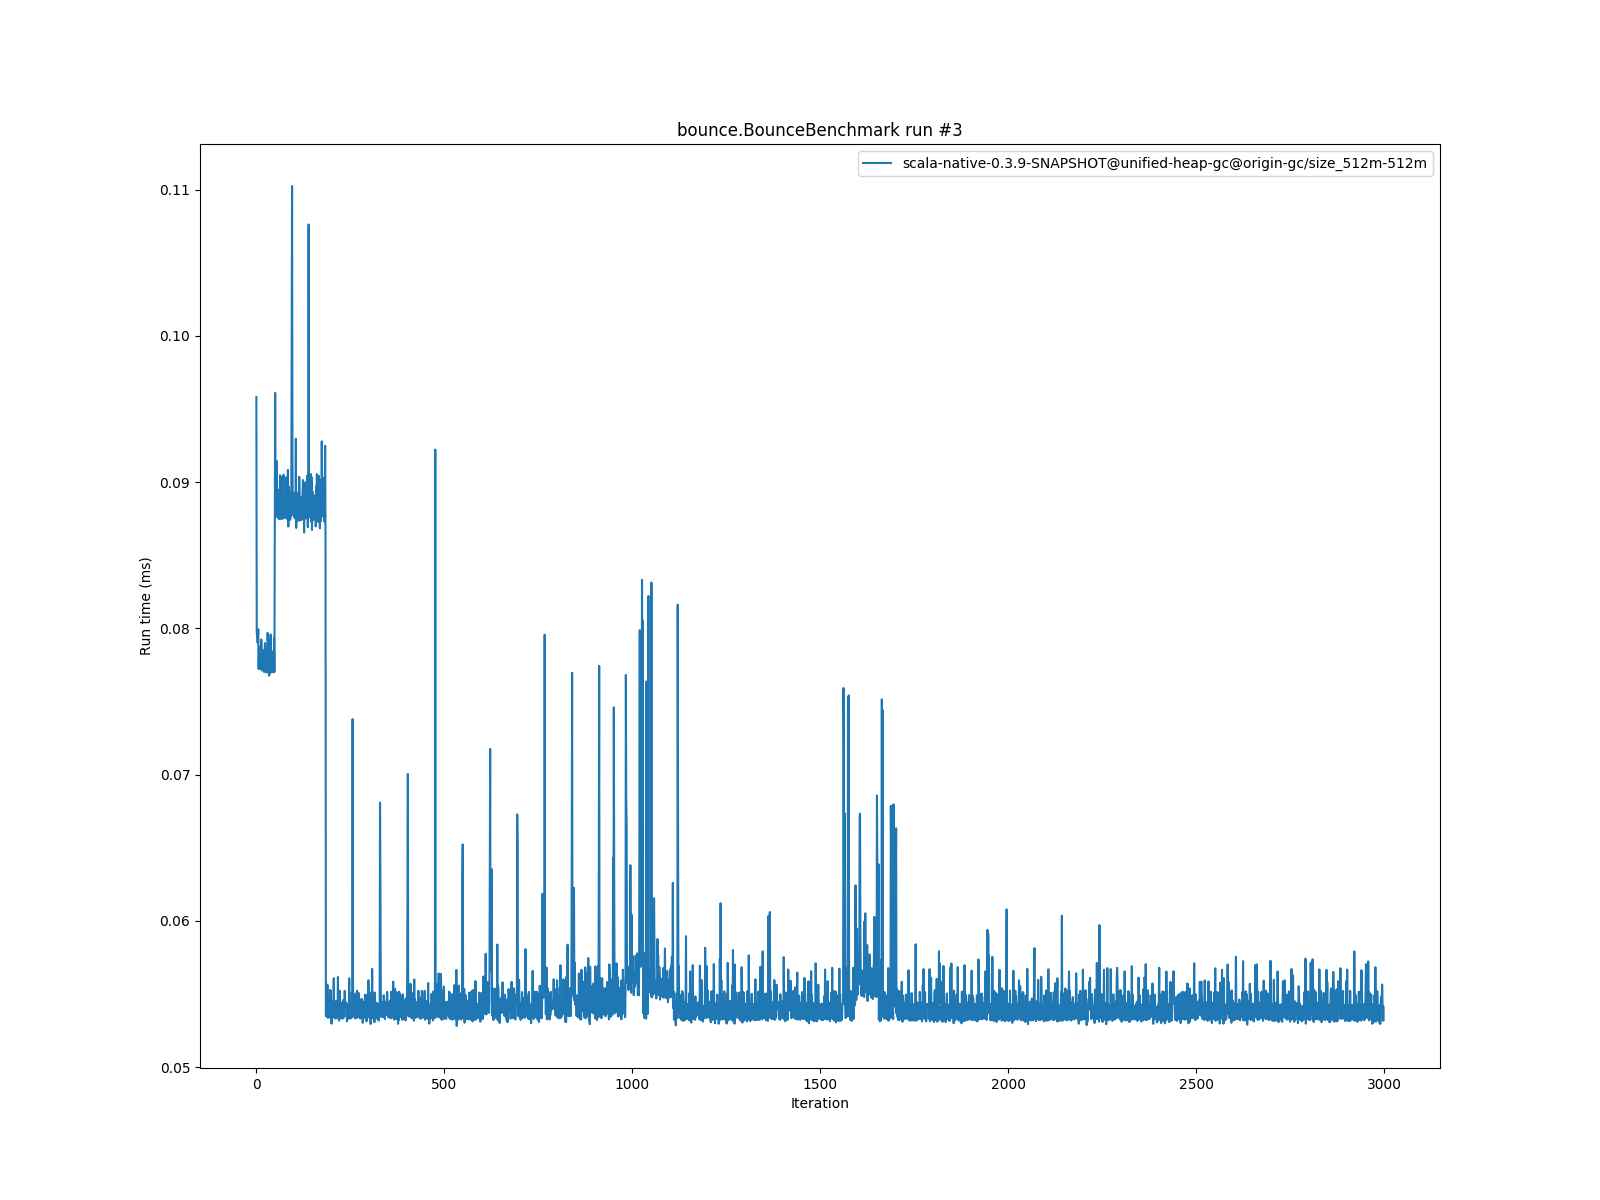 bounce.BounceBenchmark run #3
scala-native-0.3.9-SNAPSHOT@unified-heap-gc@origin-gc/size_512m-512m
0.11
0.10
0.09
0.08
0.07
0.06
0.05
Run time (ms)
0 500 1000 1500 2000 2500 3000
Iteration